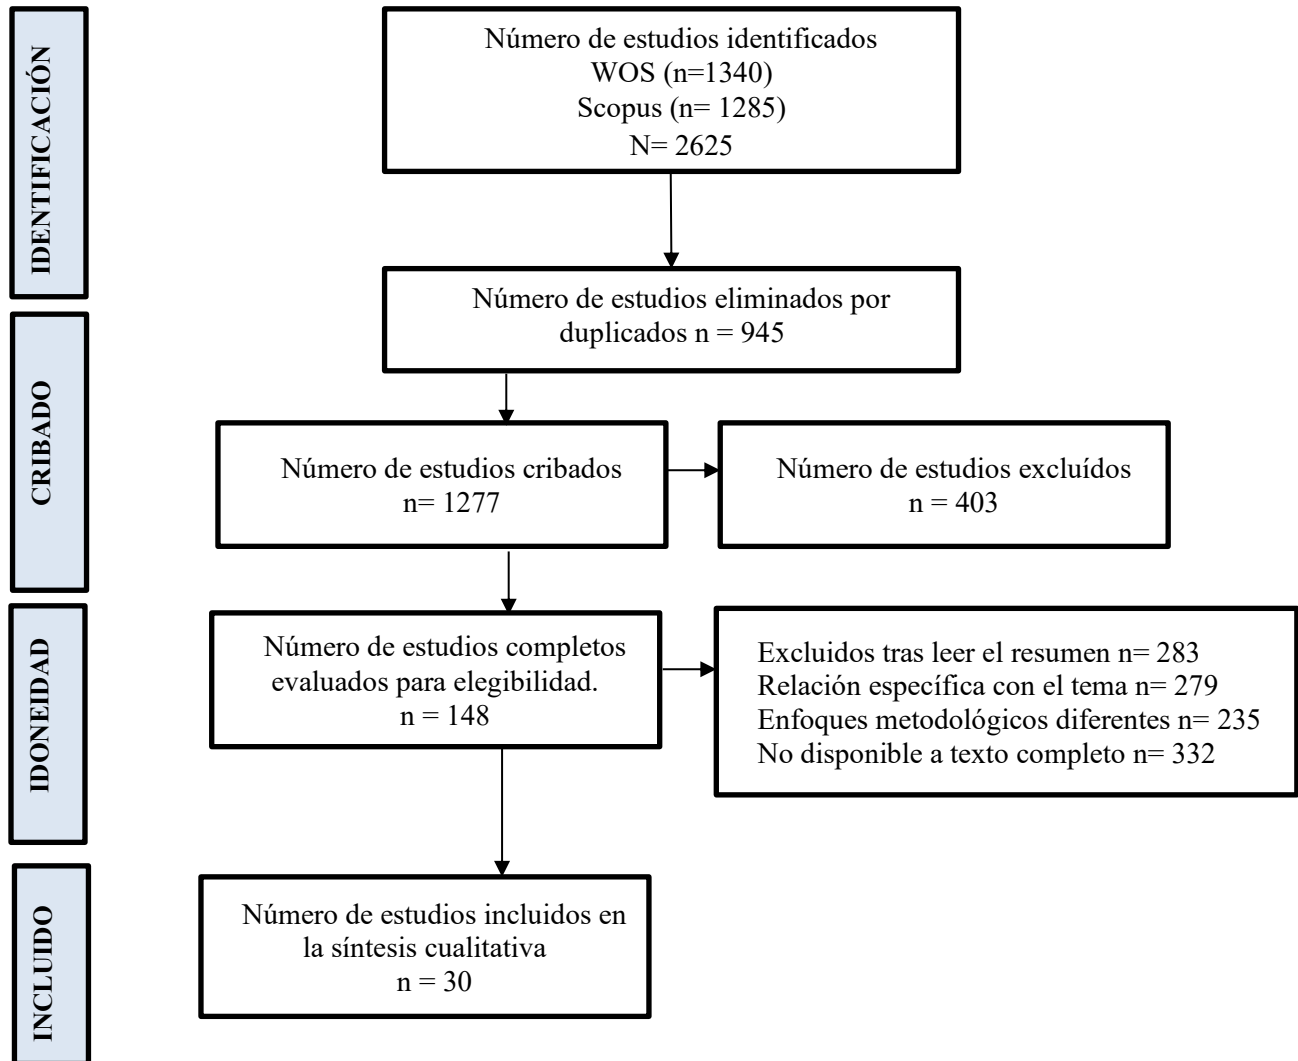 IDENTIFICACIÓN
Número de estudios identificados
WOS (n=1340)
Scopus (n= 1285)
N= 2625
Número de estudios eliminados por
duplicados n = 945
CRIBADO
Número de estudios cribados
n= 1277
Número de estudios excluídos
n = 403
IDONEIDAD
Número de estudios completos
evaluados para elegibilidad.
n = 148
Excluidos tras leer el resumen n= 283
Relación específica con el tema n= 279
Enfoques metodológicos diferentes n= 235
No disponible a texto completo n= 332
INCLUIDO
Número de estudios incluidos en
la síntesis cualitativa
n = 30